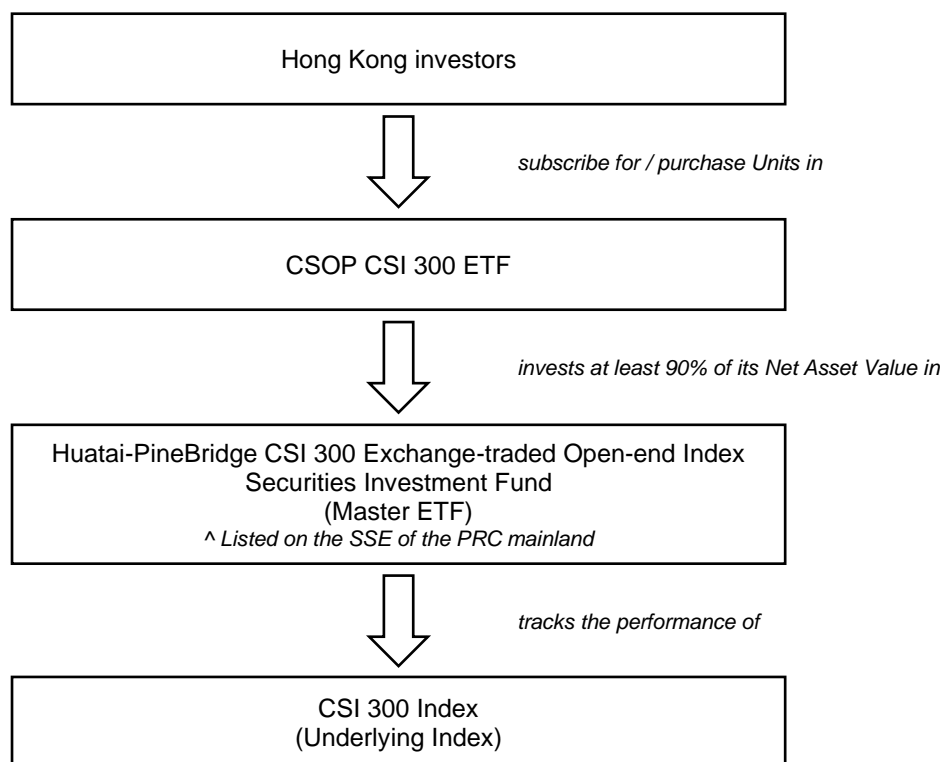 Hong Kong investors
subscribe for / purchase Units in
CSOP CSI 300 ETF
invests at least 90% of its Net Asset Value in
Huatai-PineBridge CSI 300 Exchange-traded Open-end Index
Securities Investment Fund
(Master ETF)
^ Listed on the SSE of the PRC mainland
tracks the performance of
CSI 300 Index
(Underlying Index)